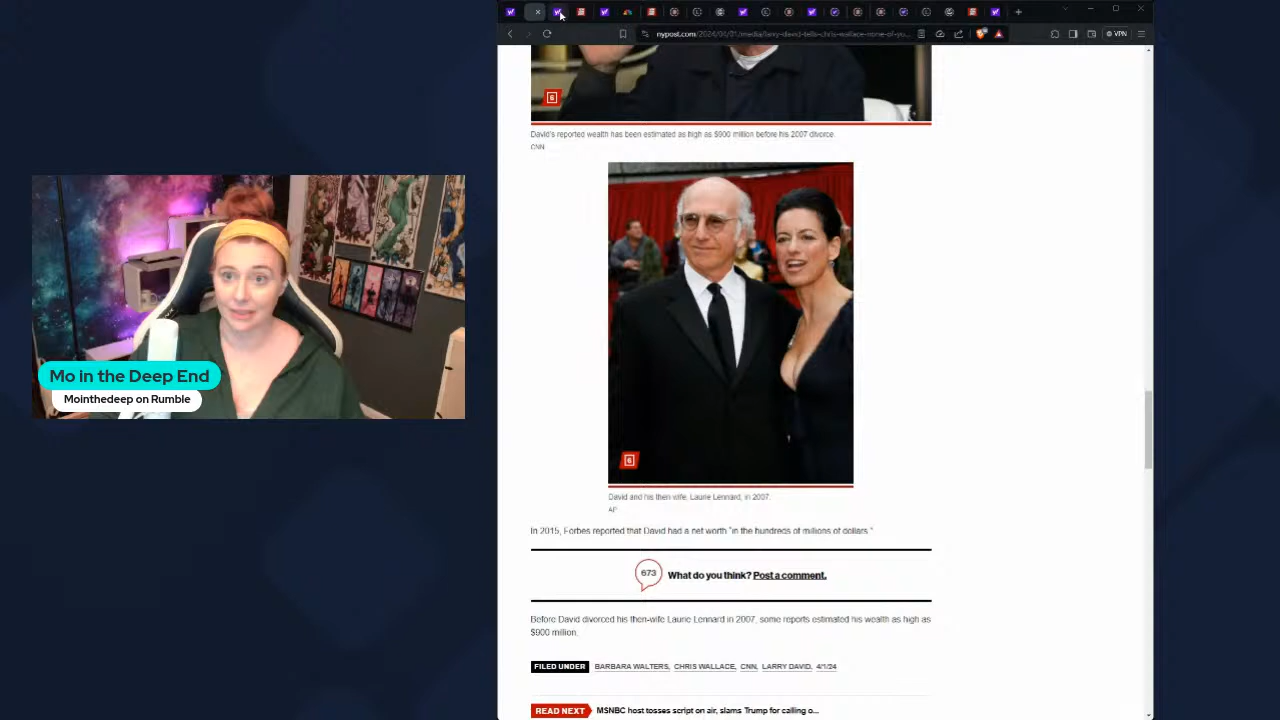 nypost.com/2024/04/01/media/larry-david-tells-chris-wallace-none-of-yo...
VPN
6
David's reported wealth has been estimated as high as $900 million before his 2007 divorce.
CNN
6
David and his then wife, Laurie Lennard, in 2007.
AP
In 2015, Forbes reported that David had a net worth "in the hundreds of millions of dollars."
673
What do you think? Post a comment.
Before David divorced his then-wife Laurie Lennard in 2007, some reports estimated his wealth as high as
$900 million.
FILED UNDER BARBARA WALTERS, CHRIS WALLACE, CNN, LARRY DAVID, 4/1/24
READ NEXT MSNBC host tosses script on air, slams Trump for calling o...
Mo in the Deep End
Mointhedeep on Rumble